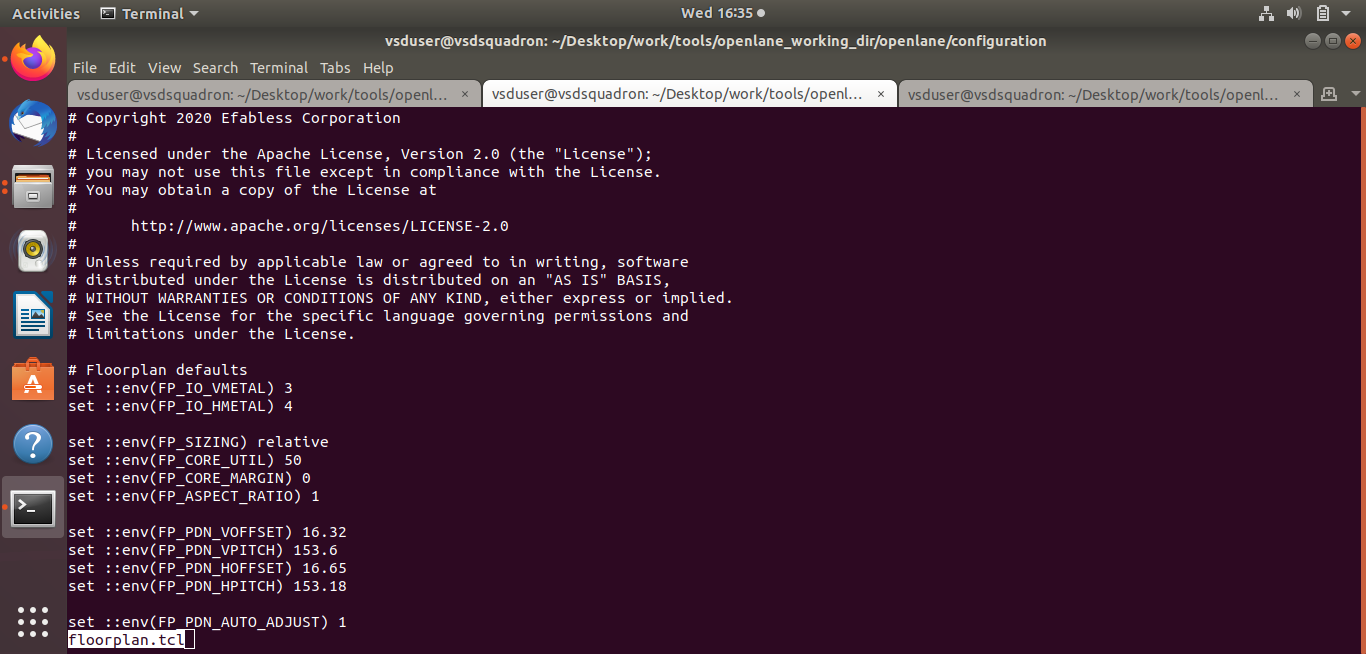 Activities
Terminal
Wed 16:35
vsduser@vsdsquadron: ~/Desktop/work/tools/openlane_working_dir/openlane/configuration
File Edit View Search Terminal Tabs Help
vsduser@vsdsquadron: ~/Desktop/work/tools/openl... ×
vsduser@vsdsquadron: ~/Desktop/work/tools/openl... ×
vsduser@vsdsquadron: ~/Desktop/work/tools/openl... ×
# Copyright 2020 Efabless Corporation
#
# Licensed under the Apache License, Version 2.0 (the "License");
# you may not use this file except in compliance with the License.
# You may obtain a copy of the License at
#
#      http://www.apache.org/licenses/LICENSE-2.0
#
# Unless required by applicable law or agreed to in writing, software
# distributed under the License is distributed on an "AS IS" BASIS,
# WITHOUT WARRANTIES OR CONDITIONS OF ANY KIND, either express or implied.
# See the License for the specific language governing permissions and
# limitations under the License.
# Floorplan defaults
set ::env(FP_IO_VMETAL) 3
set ::env(FP_IO_HMETAL) 4
set ::env(FP_SIZING) relative
set ::env(FP_CORE_UTIL) 50
set ::env(FP_CORE_MARGIN) 0
set ::env(FP_ASPECT_RATIO) 1
set ::env(FP_PDN_VOFFSET) 16.32
set ::env(FP_PDN_VPITCH) 153.6
set ::env(FP_PDN_HOFFSET) 16.65
set ::env(FP_PDN_HPITCH) 153.18
set ::env(FP_PDN_AUTO_ADJUST) 1
floorplan.tcl